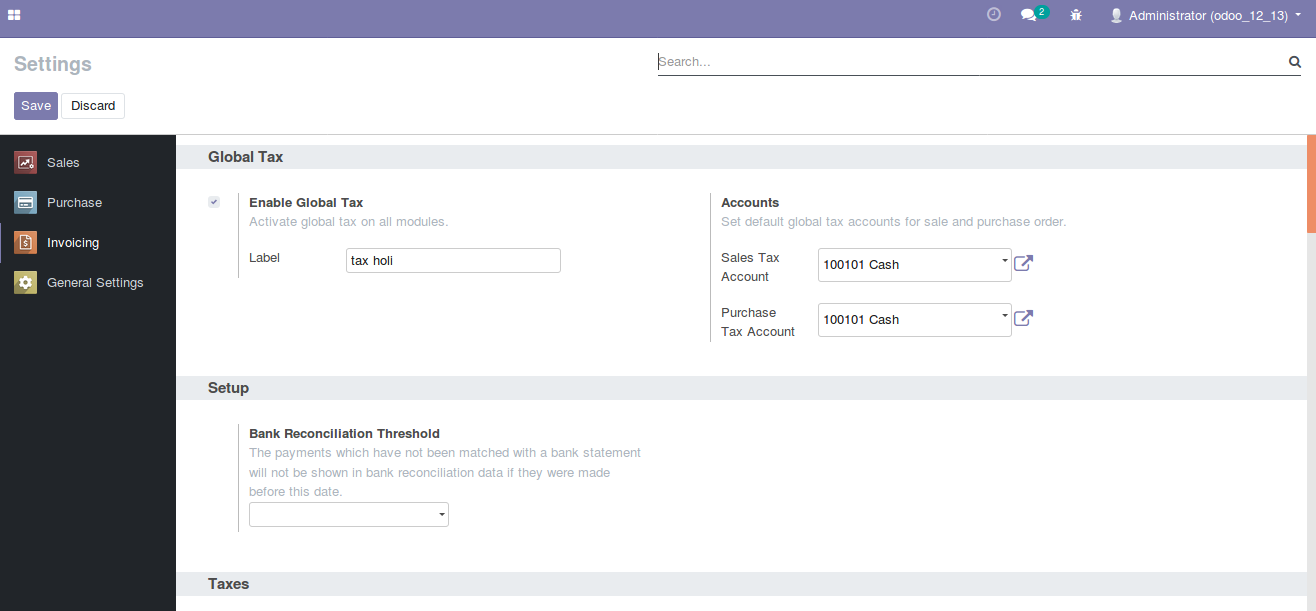 2
Administrator (odoo_12_13)
Settings
Search...
Save
Discard
Sales
Purchase
Invoicing
General Settings
Global Tax
Enable Global Tax
Activate global tax on all modules.
Label
tax holi
Accounts
Set default global tax accounts for sale and purchase order.
Sales Tax
Account
100101 Cash
Purchase
Tax Account
100101 Cash
Setup
Bank Reconciliation Threshold
The payments which have not been matched with a bank statement
will not be shown in bank reconciliation data if they were made
before this date.
Taxes